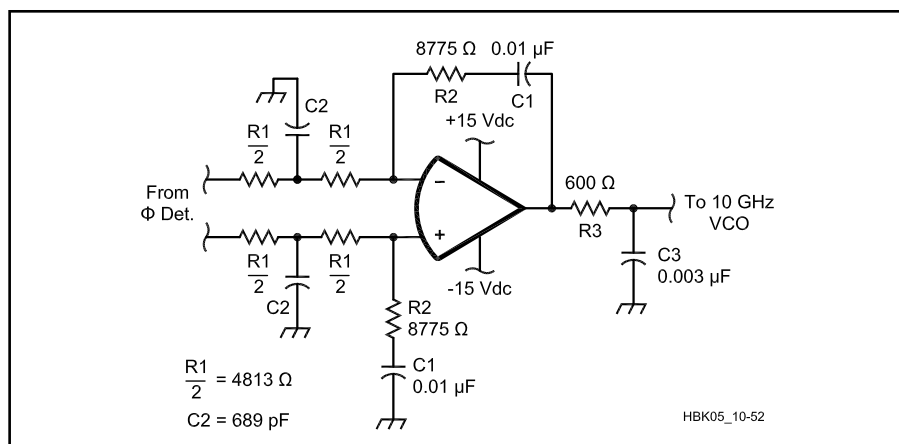 8775 Ω
0.01 µF
R2
C1
C2
+15 Vdc
R1
2
R1
2
From
Φ Det.
−
+
600 Ω
R3
To 10 GHz
VCO
R1
2
C2
R1
2
-15 Vdc
C3
0.003 µF
R2
8775 Ω
C1
0.01 µF
R1
2
= 4813 Ω
C2 = 689 pF
HBK05_10-52